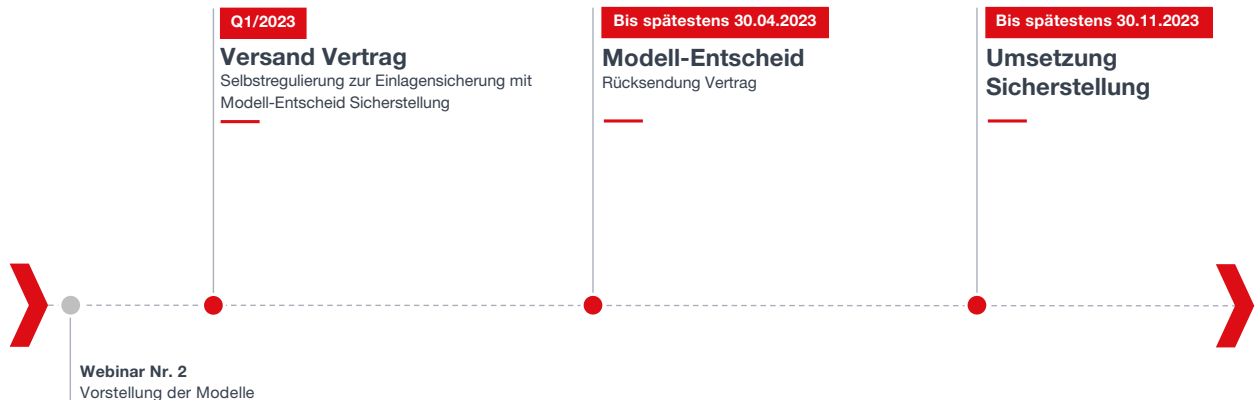 Q1/2023
Versand Vertrag
Selbstregulierung zur Einlagensicherung mit
Modell-Entscheid Sicherstellung
Bis spätestens 30.04.2023
Modell-Entscheid
Rücksendung Vertrag
Bis spätestens 30.11.2023
Umsetzung
Sicherstellung
Webinar Nr. 2
Vorstellung der Modelle